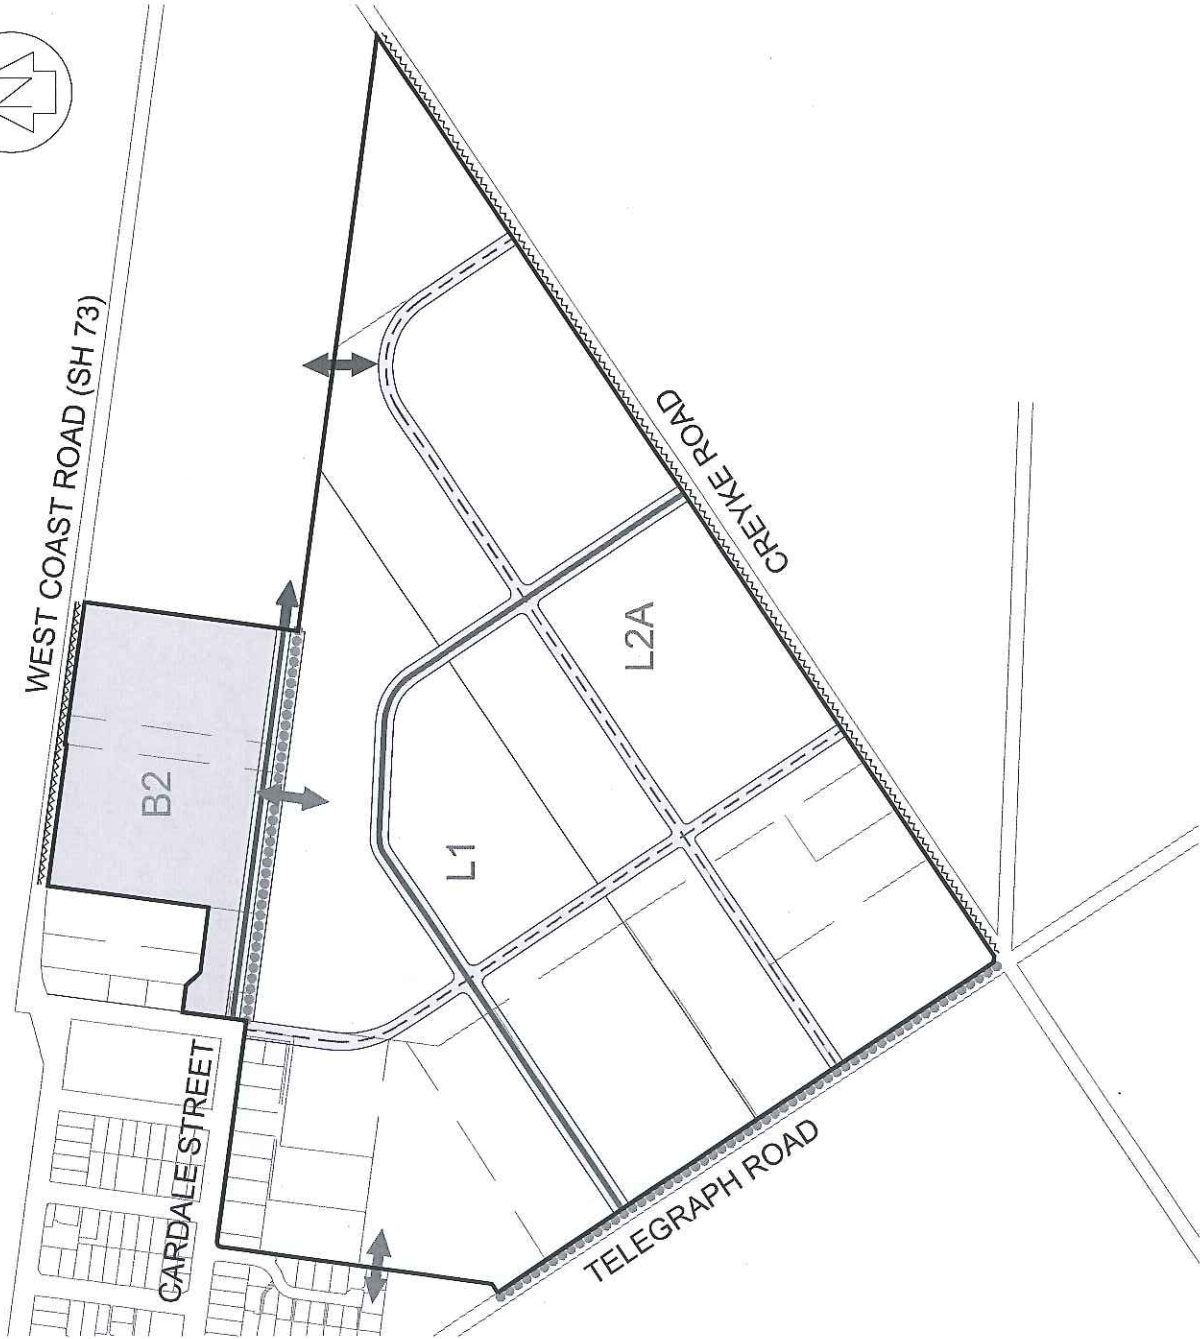 N
WEST COAST ROAD (SH 73)
CREYKE ROAD
B2
L2A
L1
CARDALE STREET
TELEGRAPH ROAD